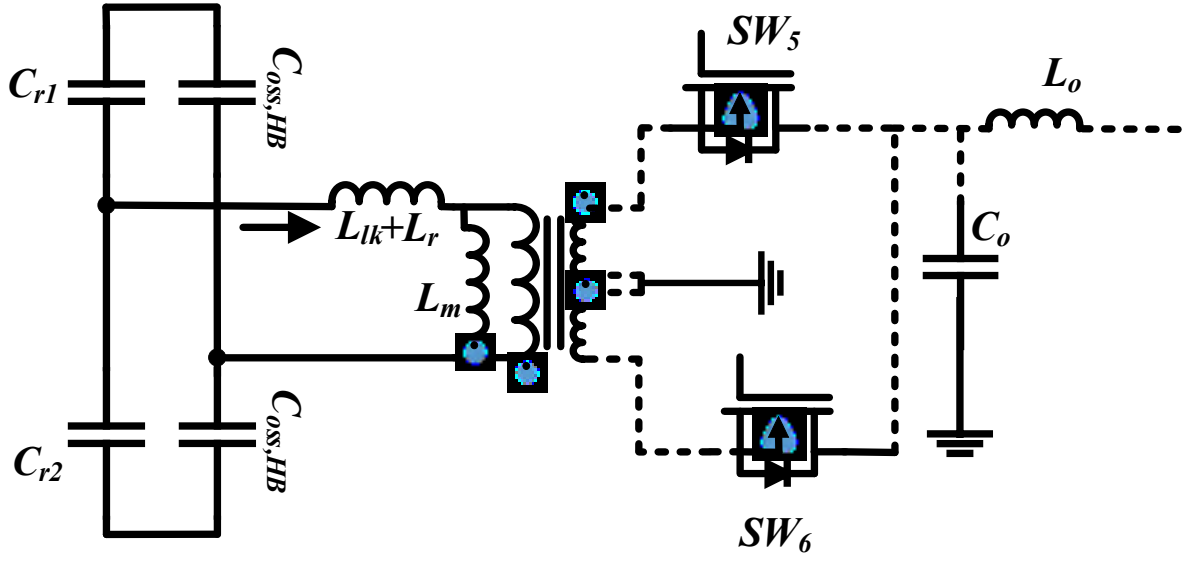 SW5
Cr1
Coss,HB
Lo
Llk+Lr
Co
Lm
Cr2
Coss,HB
SW6